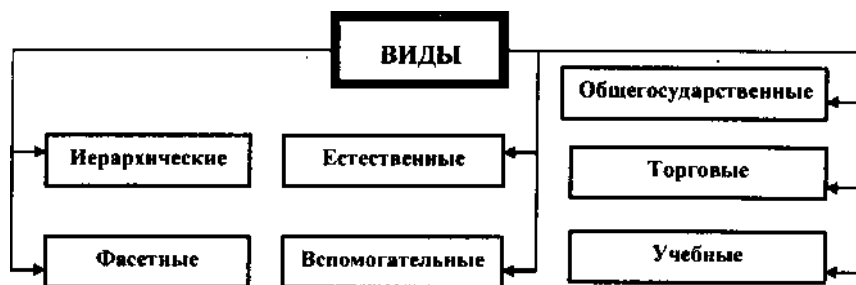 ВИДЫ
Общегосударственные
Иерархические
Естественные
Торговые
Фасетные
Вспомогательные
Учебные